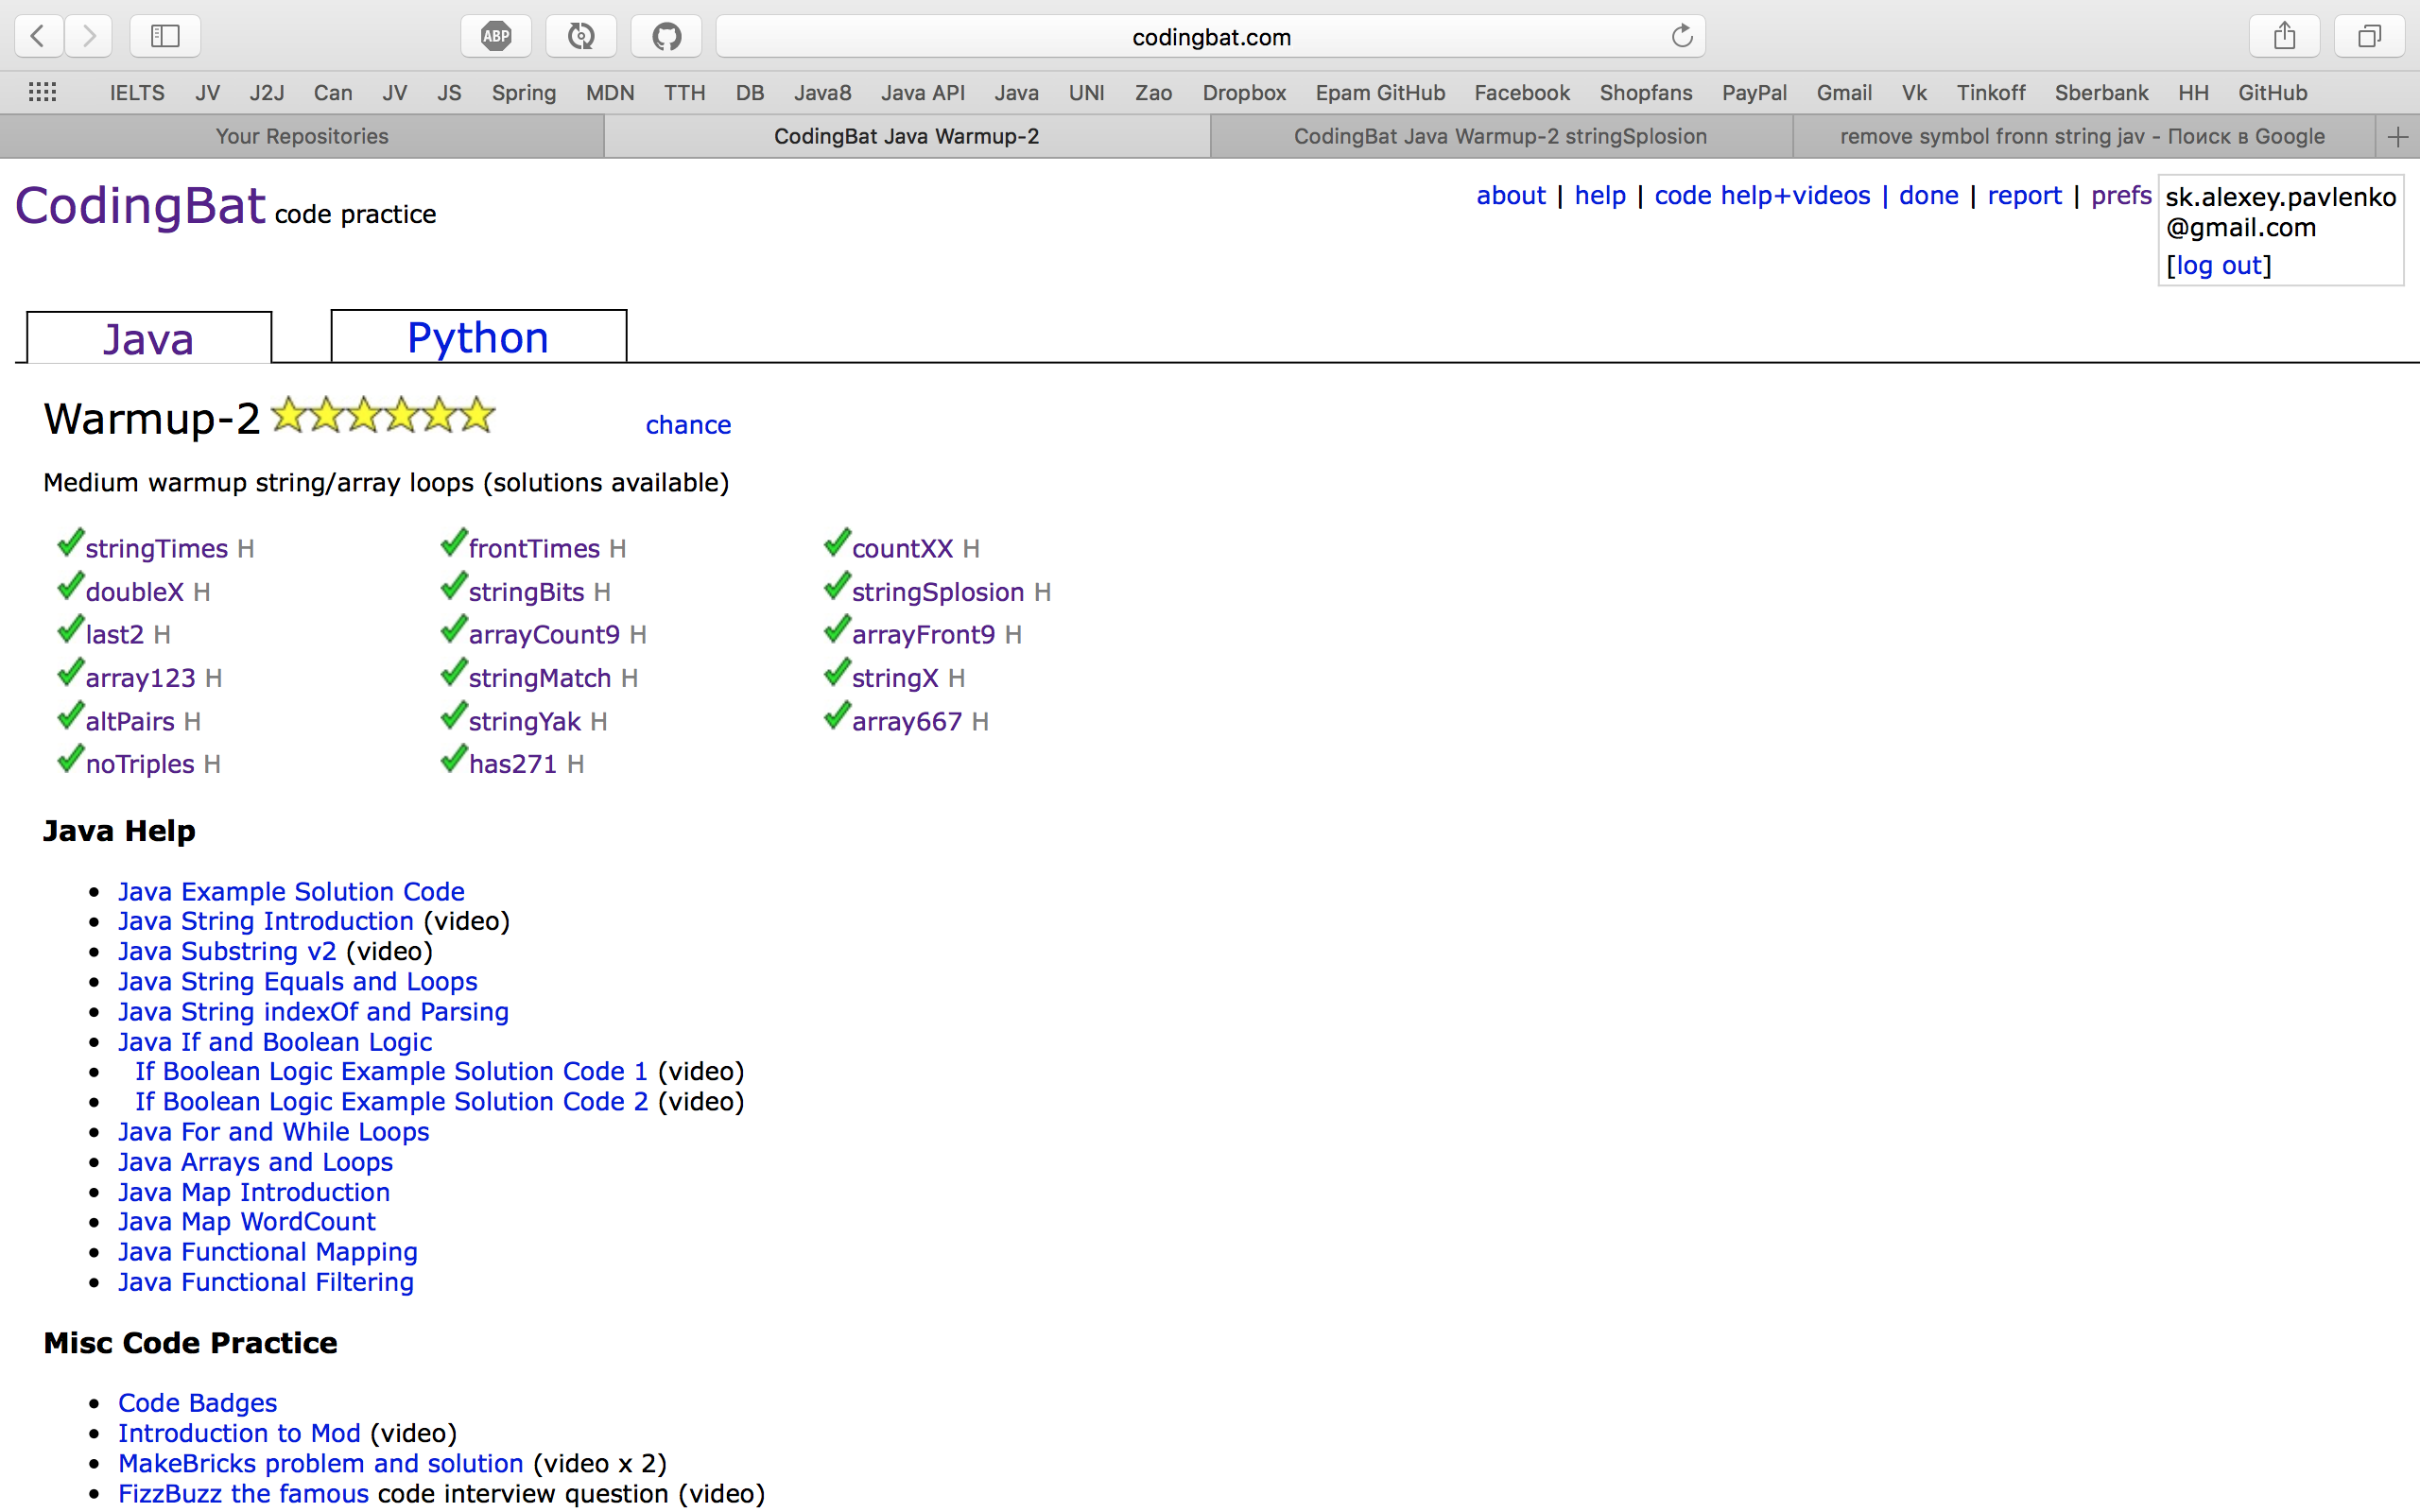 ABP
codingbat.com
IELTS JV J2J Can JV JS Spring MDN TTH DB Java8 Java API Java UNI Zao Dropbox Epam GitHub Facebook Shopfans PayPal Gmail Vk Tinkoff Sberbank HH GitHub
Your Repositories CodingBat Java Warmup-2 CodingBat Java Warmup-2 stringSplosion remove symbol fronn string jav - Поиск в Google
CodingBat code practice
about | help | code help+videos | done | report | prefs
sk.alexey.pavlenko
@gmail.com
[log out]
Java Python
Warmup-2 chance
Medium warmup string/array loops (solutions available)
stringTimes H frontTimes H countXX H
doubleX H stringBits H stringSplosion H
last2 H arrayCount9 H arrayFront9 H
array123 H stringMatch H stringX H
altPairs H stringYak H array667 H
noTriples H has271 H
Java Help
Java Example Solution Code
Java String Introduction (video)
Java Substring v2 (video)
Java String Equals and Loops
Java String indexOf and Parsing
Java If and Boolean Logic
If Boolean Logic Example Solution Code 1 (video)
If Boolean Logic Example Solution Code 2 (video)
Java For and While Loops
Java Arrays and Loops
Java Map Introduction
Java Map WordCount
Java Functional Mapping
Java Functional Filtering
Misc Code Practice
Code Badges
Introduction to Mod (video)
MakeBricks problem and solution (video x 2)
FizzBuzz the famous code interview question (video)